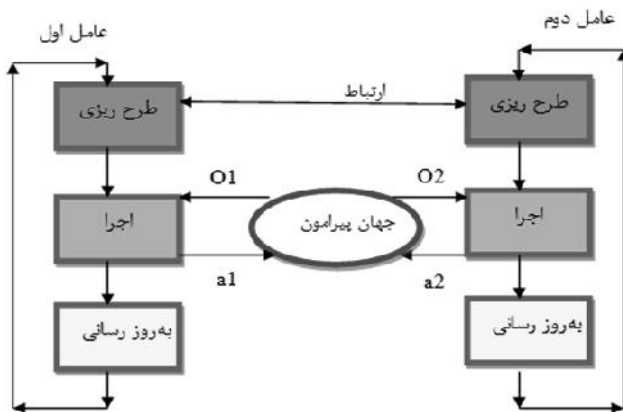 عامل دوم
عامل اول
طرح ریزی
ارتباط
طرح ریزی
O1
O2
اجرا
جهان پیرامون
اجرا
a1
a2
به‌روز رسانی
به‌روز رسانی